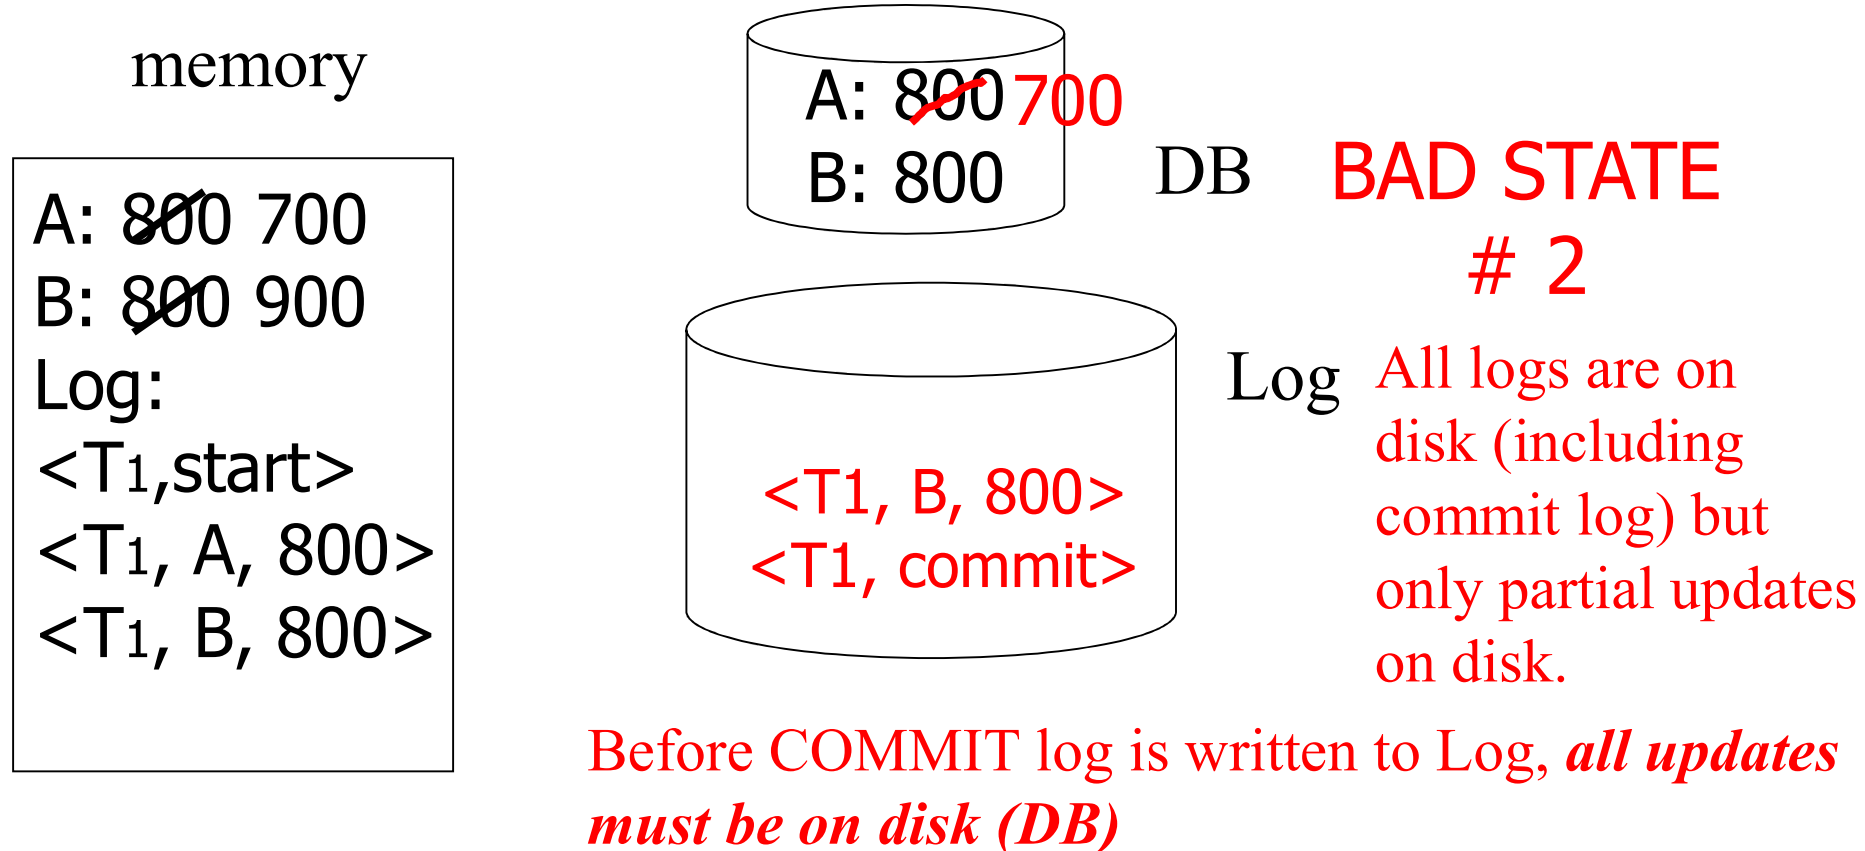 memory
A: 800 700
B: 800 900
Log:
<T1,start>
<T1, A, 800>
<T1, B, 800>
A: 800 700
B: 800
DB
BAD STATE
# 2
Log
<T1, B, 800>
<T1, commit>
All logs are on
disk (including
commit log) but
only partial updates
on disk.
Before COMMIT log is written to Log, all updates
must be on disk (DB)